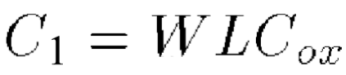 C_1 = WLC_{ox}